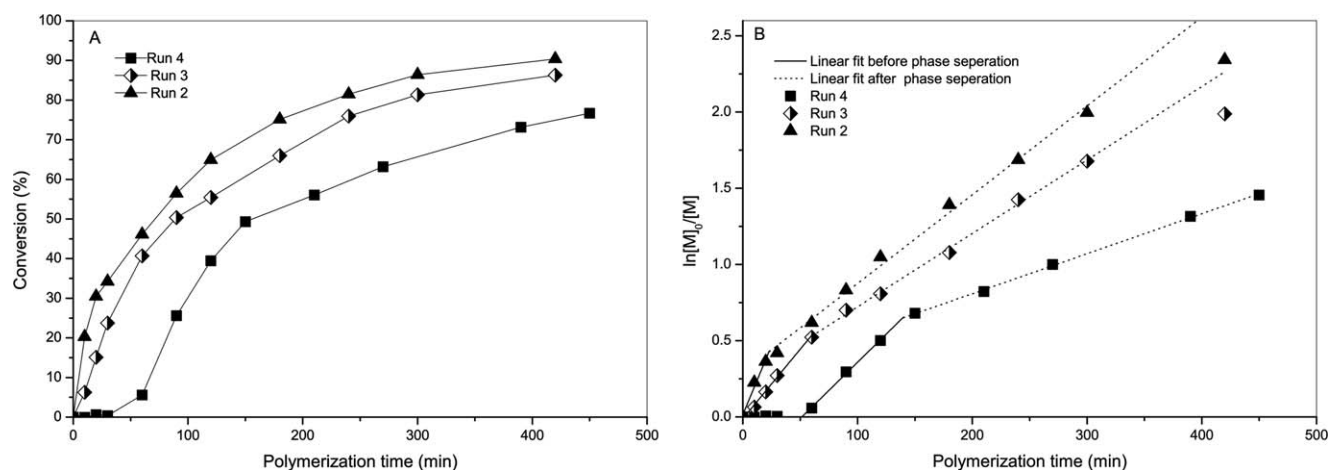 A
Run 4
Run 3
Run 2
100
90
80
70
60
50
40
30
20
10
0
Conversion (%)
0 100 200 300 400 500
Polymerization time (min)
B
Linear fit before phase seperation
Linear fit after phase seperation
Run 4
Run 3
Run 2
2.5
2.0
1.5
1.0
0.5
0.0
ln[M]₀/[M]
0 100 200 300 400 500
Polymerization time (min)